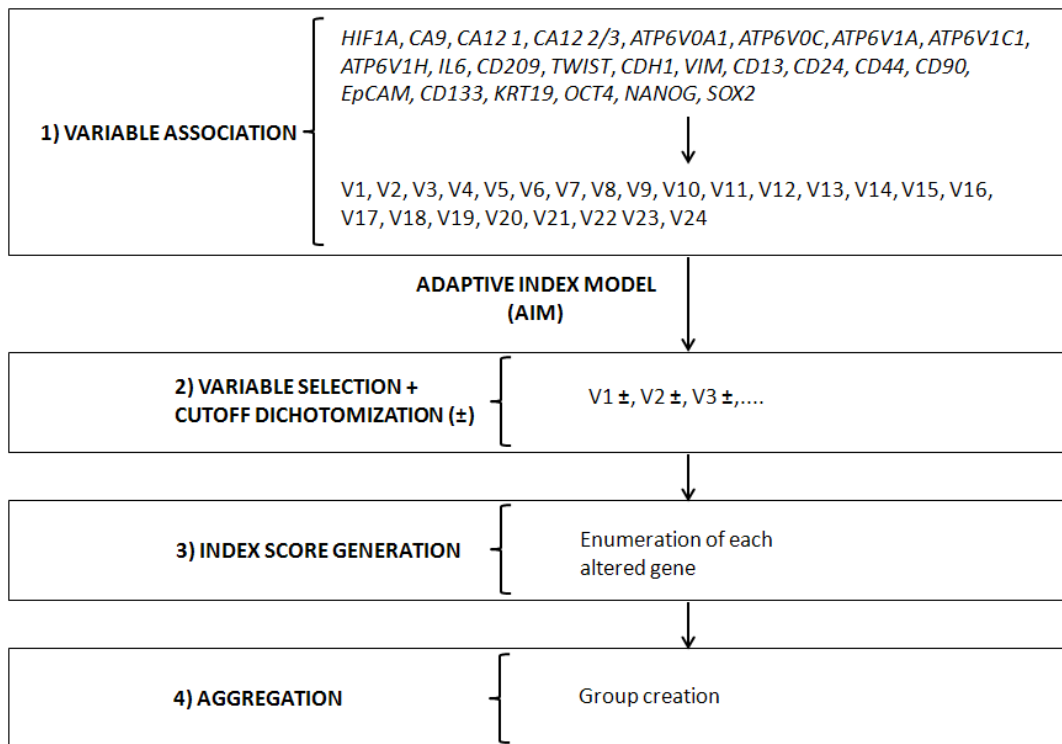 1) VARIABLE ASSOCIATION
HIF1A, CA9, CA12 1, CA12 2/3, ATP6V0A1, ATP6V0C, ATP6V1A, ATP6V1C1,
ATP6V1H, IL6, CD209, TWIST, CDH1, VIM, CD13, CD24, CD44, CD90,
EpCAM, CD133, KRT19, OCT4, NANOG, SOX2
V1, V2, V3, V4, V5, V6, V7, V8, V9, V10, V11, V12, V13, V14, V15, V16,
V17, V18, V19, V20, V21, V22 V23, V24
ADAPTIVE INDEX MODEL
(AIM)
2) VARIABLE SELECTION +
CUTOFF DICHOTOMIZATION (±)
V1 ±, V2 ±, V3 ±,....
3) INDEX SCORE GENERATION
Enumeration of each
altered gene
4) AGGREGATION
Group creation